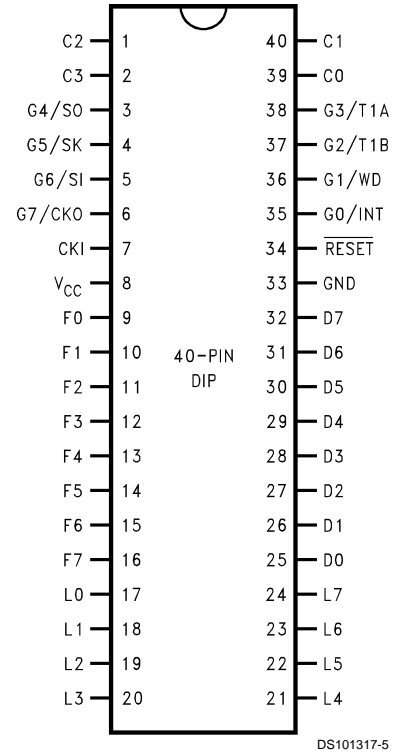 C2 1 40 C1
C3 2 39 C0
G4/SO 3 38 G3/T1A
G5/SK 4 37 G2/T1B
G6/SI 5 36 G1/WD
G7/CKO 6 35 G0/INT
CKI 7 34 RESET
VCC 8 33 GND
F0 9 32 D7
F1 10 31 D6
40-PIN
F2 11 30 D5
DIP
F3 12 29 D4
F4 13 28 D3
F5 14 27 D2
F6 15 26 D1
F7 16 25 D0
L0 17 24 L7
L1 18 23 L6
L2 19 22 L5
L3 20 21 L4
DS101317-5